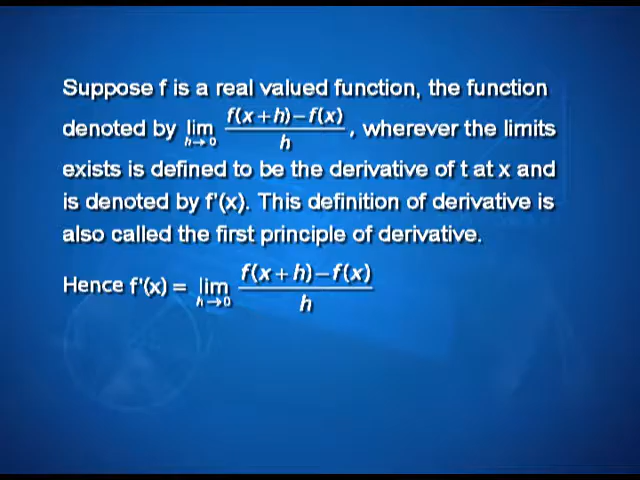 Suppose f is a real valued function, the function
denoted by lim h→0 f(x+h)−f(x) / h , wherever the limits
exists is defined to be the derivative of t at x and
is denoted by f'(x). This definition of derivative is
also called the first principle of derivative.
Hence f'(x) = lim h→0 f(x+h)−f(x) / h